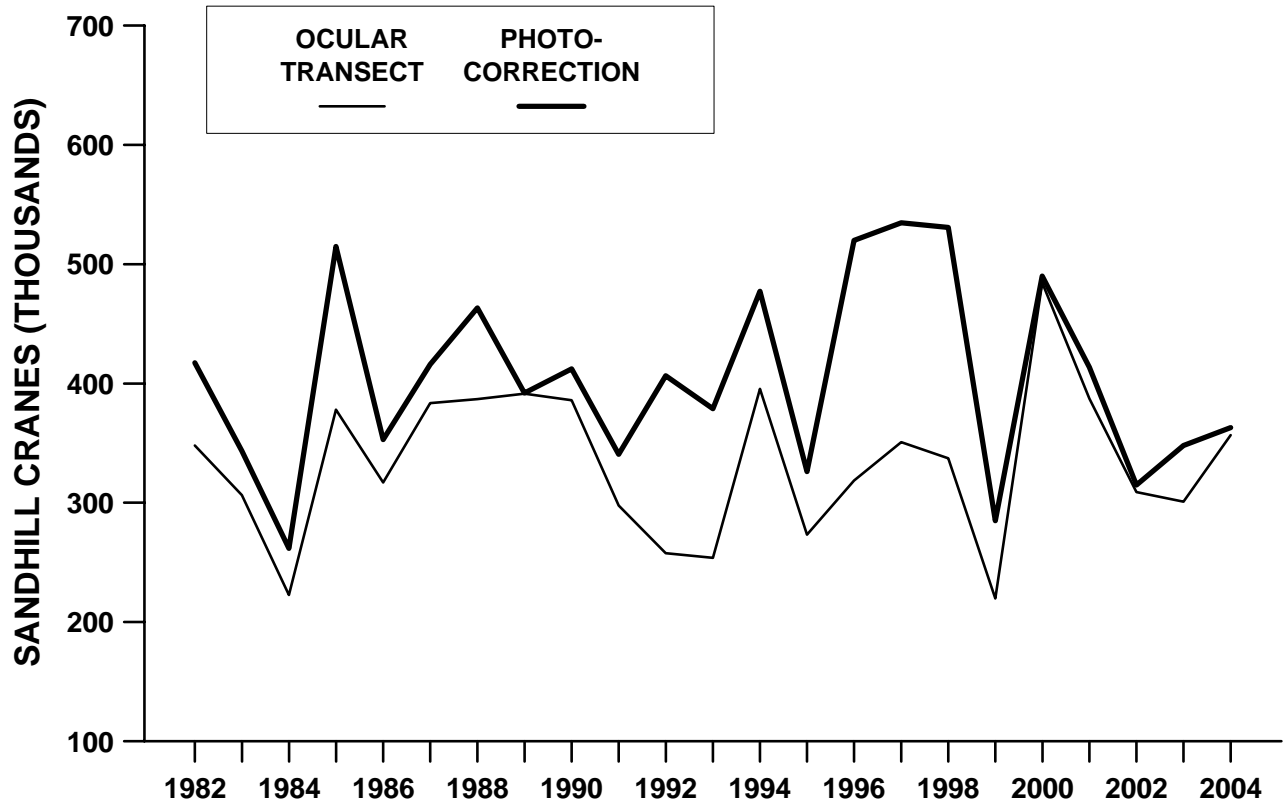 700
OCULAR PHOTO-
TRANSECT CORRECTION
600
500
400
300
200
100
SANDHILL CRANES (THOUSANDS)
1982 1984 1986 1988 1990 1992 1994 1996 1998 2000 2002 2004